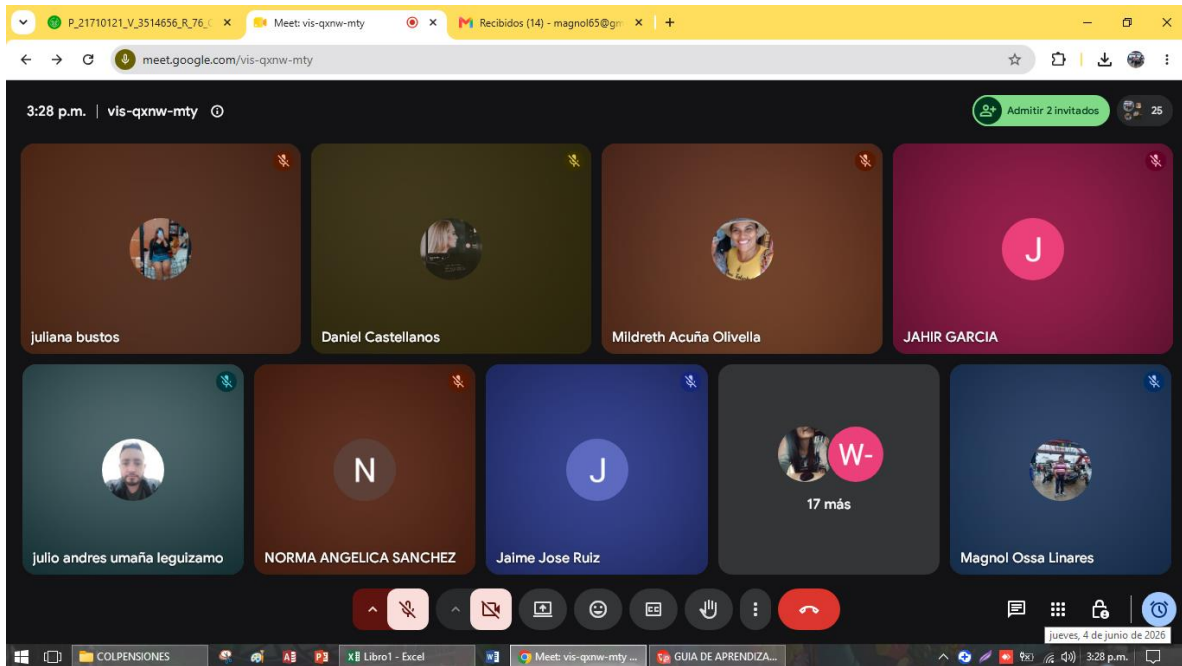 P_21710121_V_3514656_R_76_
Meet: vis-qxnw-mty
Recibidos (14) - magnol65@gm
meet.google.com/vis-qxnw-mty
3:28 p.m. | vis-qxnw-mty
Admitir 2 invitados
25
juliana bustos
Daniel Castellanos
Mildreth Acuña Olivella
J
JAHIR GARCIA
julio andres umaña leguizamo
N
NORMA ANGELICA SANCHEZ
J
Jaime Jose Ruiz
W-
17 más
Magnol Ossa Linares
CC
jueves, 4 de junio de 2026
COLPENSIONES
Libro1 - Excel
Meet: vis-qxnw-mty ...
GUIA DE APRENDIZA...
3:28 p.m.